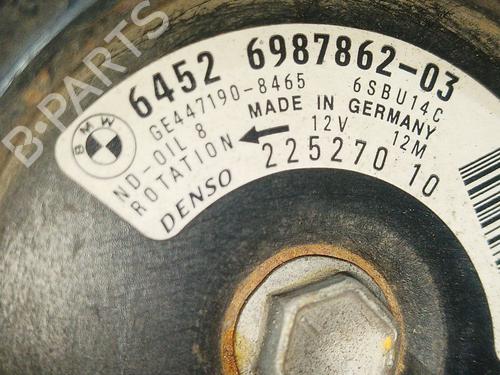 B-PARTS
BMW
6452 6987862-03
GE447190-8465 6SBU14C
ND-OIL 8 MADE IN GERMANY
ROTATION 12V 12M
DENSO 225270 10